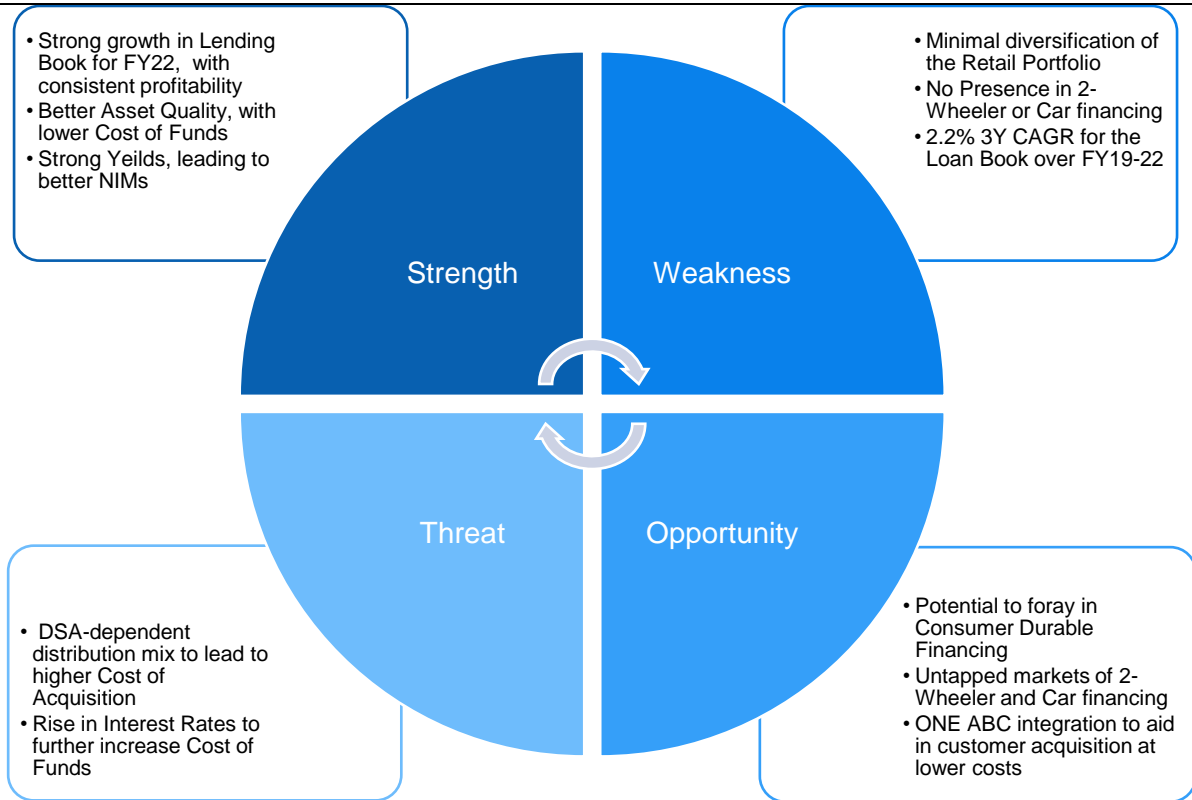 • Strong growth in Lending
Book for FY22, with
consistent profitability
• Better Asset Quality, with
lower Cost of Funds
• Strong Yeilds, leading to
better NIMs
• Minimal diversification of
the Retail Portfolio
• No Presence in 2-
Wheeler or Car financing
• 2.2% 3Y CAGR for the
Loan Book over FY19-22
Strength
Weakness
Threat
Opportunity
• DSA-dependent
distribution mix to lead to
higher Cost of
Acquisition
• Rise in Interest Rates to
further increase Cost of
Funds
• Potential to foray in
Consumer Durable
Financing
• Untapped markets of 2-
Wheeler and Car financing
• ONE ABC integration to aid
in customer acquisition at
lower costs